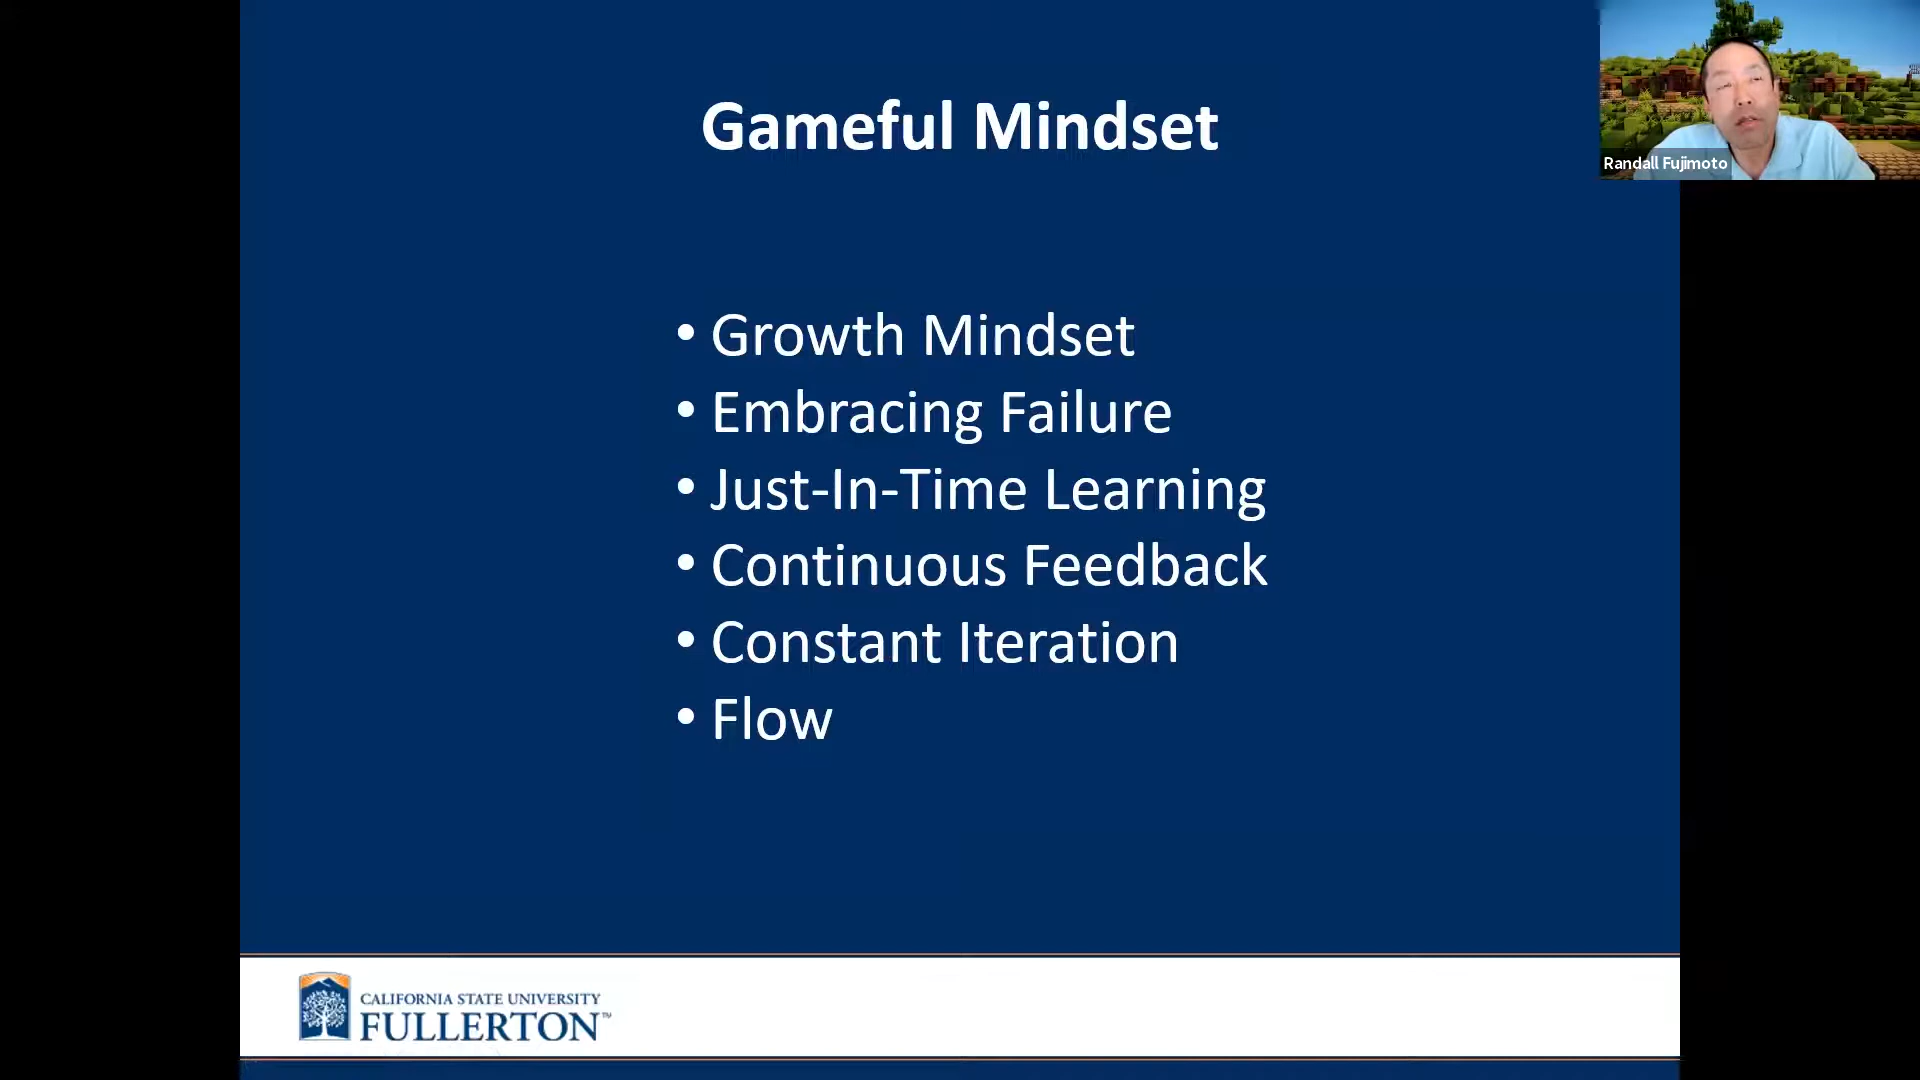 Gameful Mindset
Randall Fujimoto
• Growth Mindset
• Embracing Failure
• Just-In-Time Learning
• Continuous Feedback
• Constant Iteration
• Flow
CALIFORNIA STATE UNIVERSITY
FULLERTON™